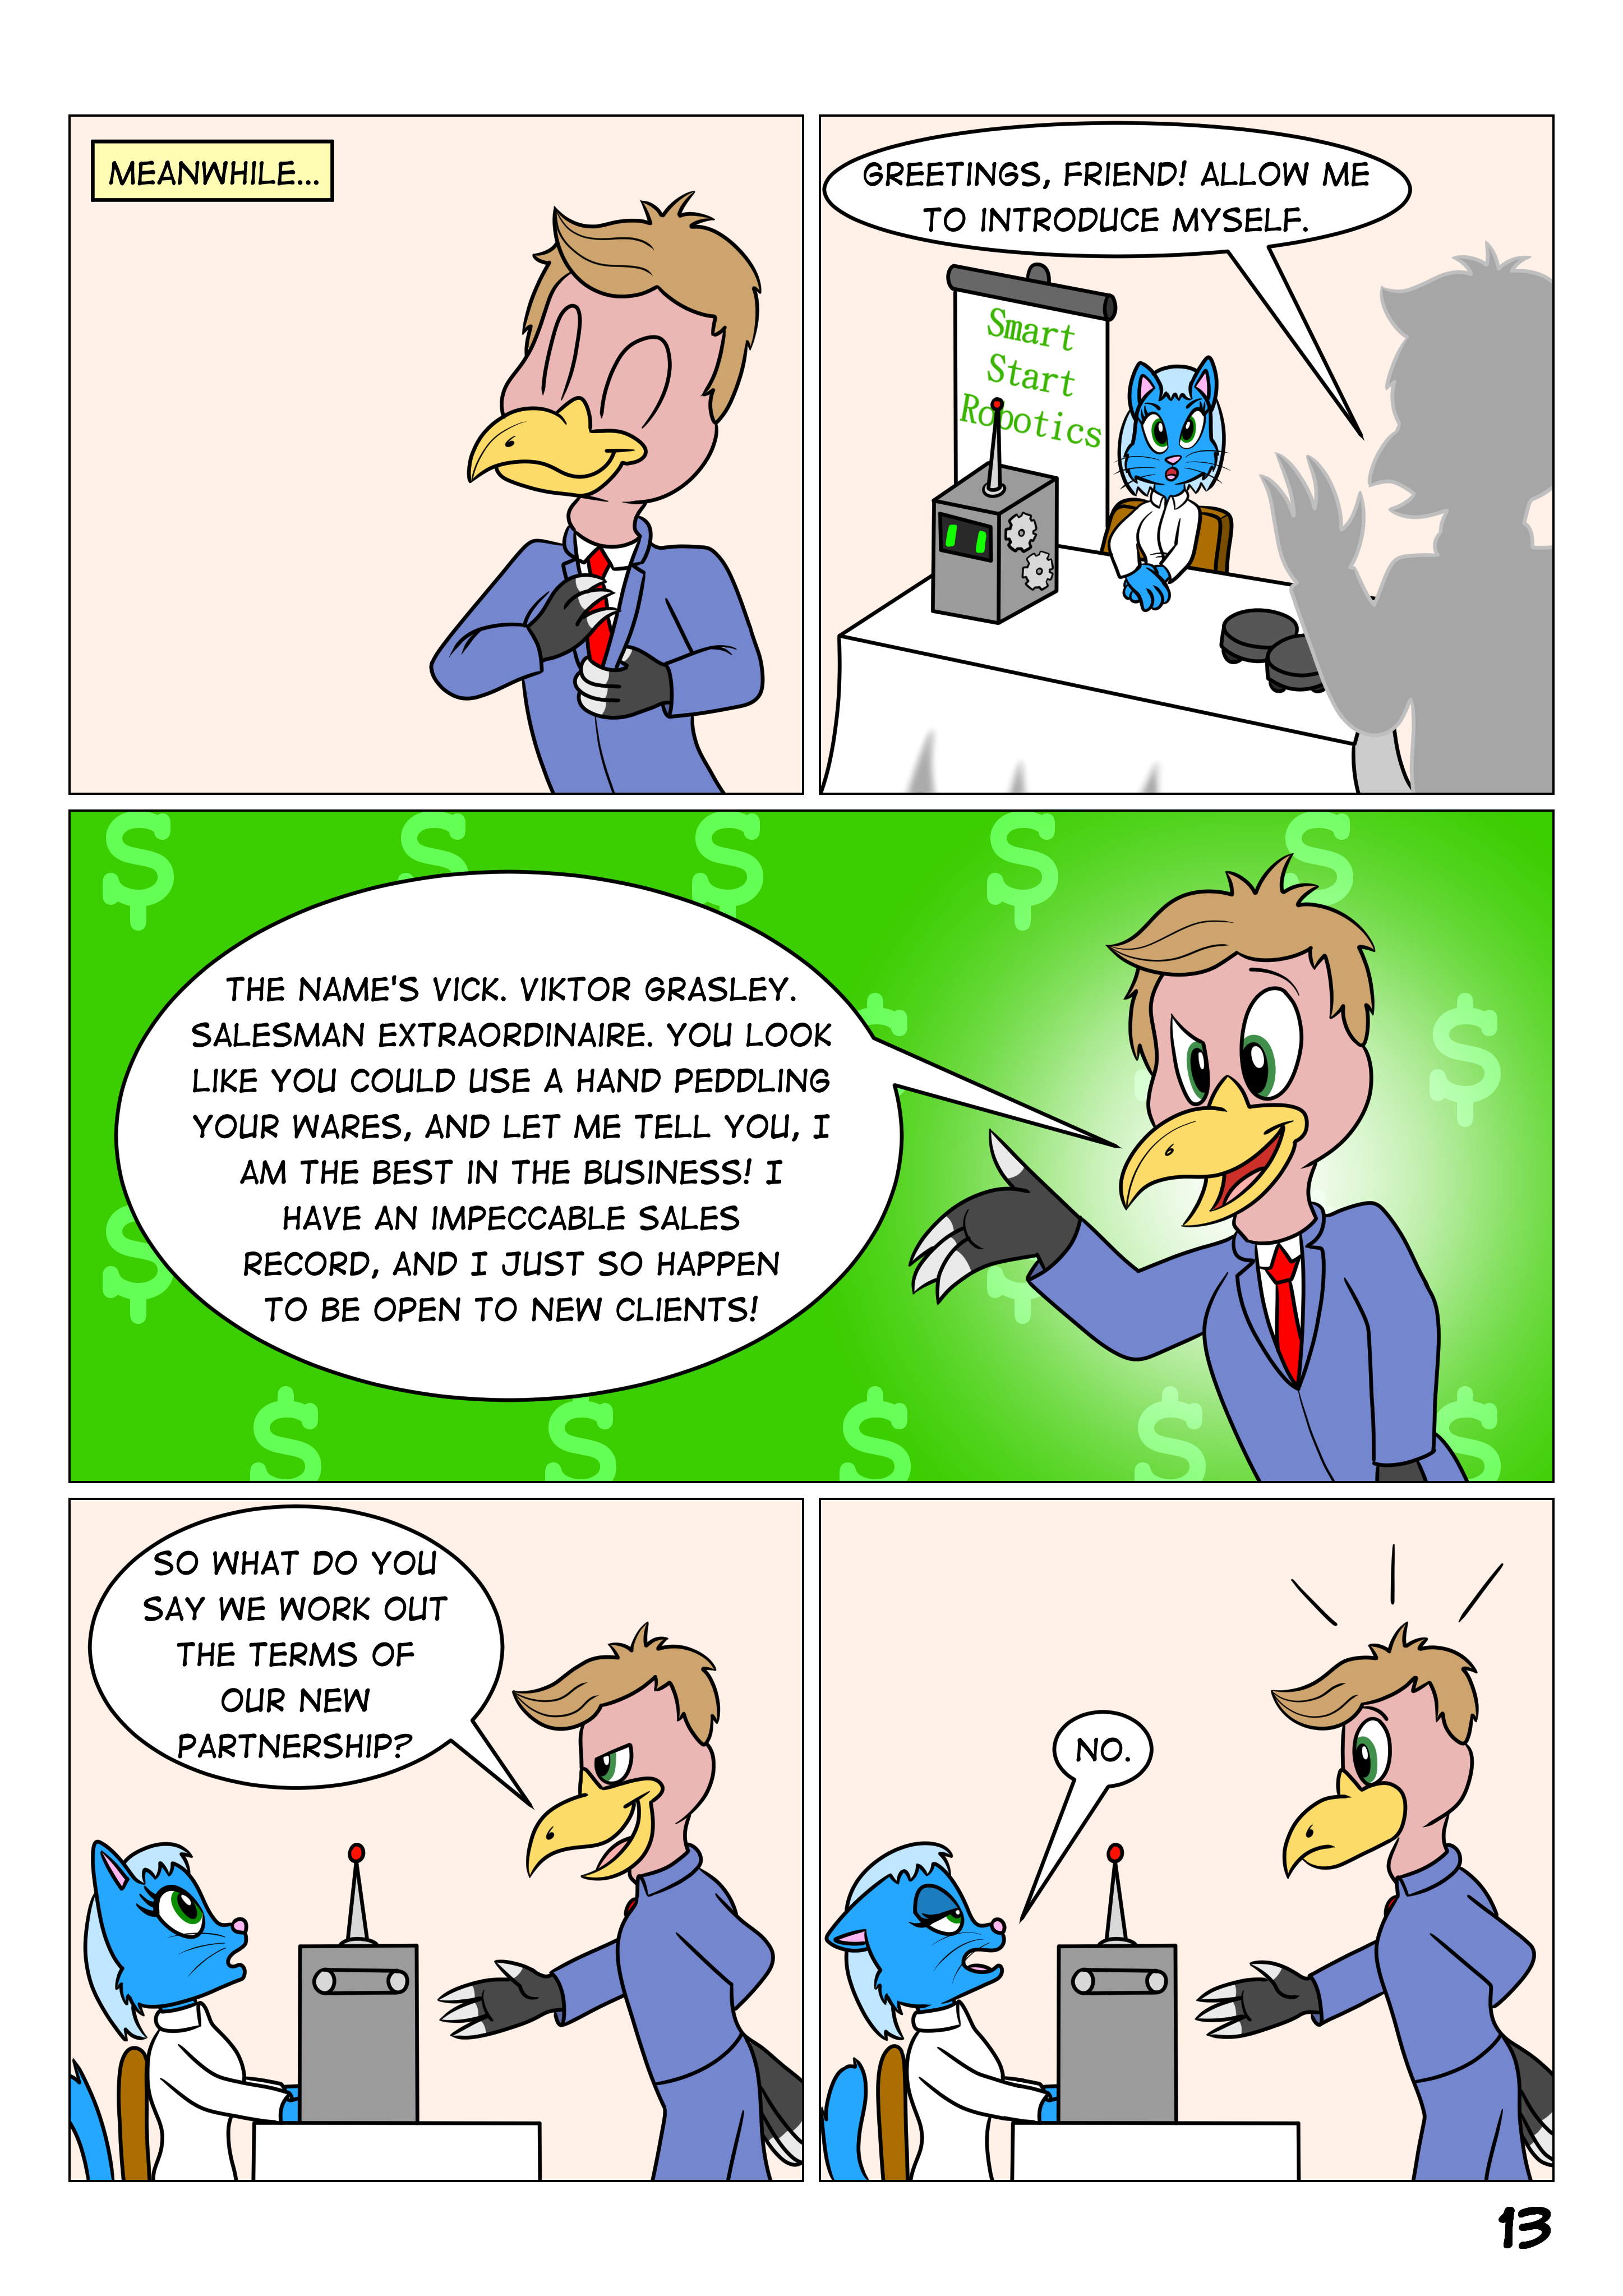 MEANWHILE...
GREETINGS, FRIEND! ALLOW ME
TO INTRODUCE MYSELF.
Smart
Start
Robotics
THE NAME'S VICK. VIKTOR GRASLEY.
SALESMAN EXTRAORDINAIRE. YOU LOOK
LIKE YOU COULD USE A HAND PEDDLING
YOUR WARES, AND LET ME TELL YOU, I
AM THE BEST IN THE BUSINESS! I
HAVE AN IMPECCABLE SALES
RECORD, AND I JUST SO HAPPEN
TO BE OPEN TO NEW CLIENTS!
SO WHAT DO YOU
SAY WE WORK OUT
THE TERMS OF
OUR NEW
PARTNERSHIP?
NO.
13